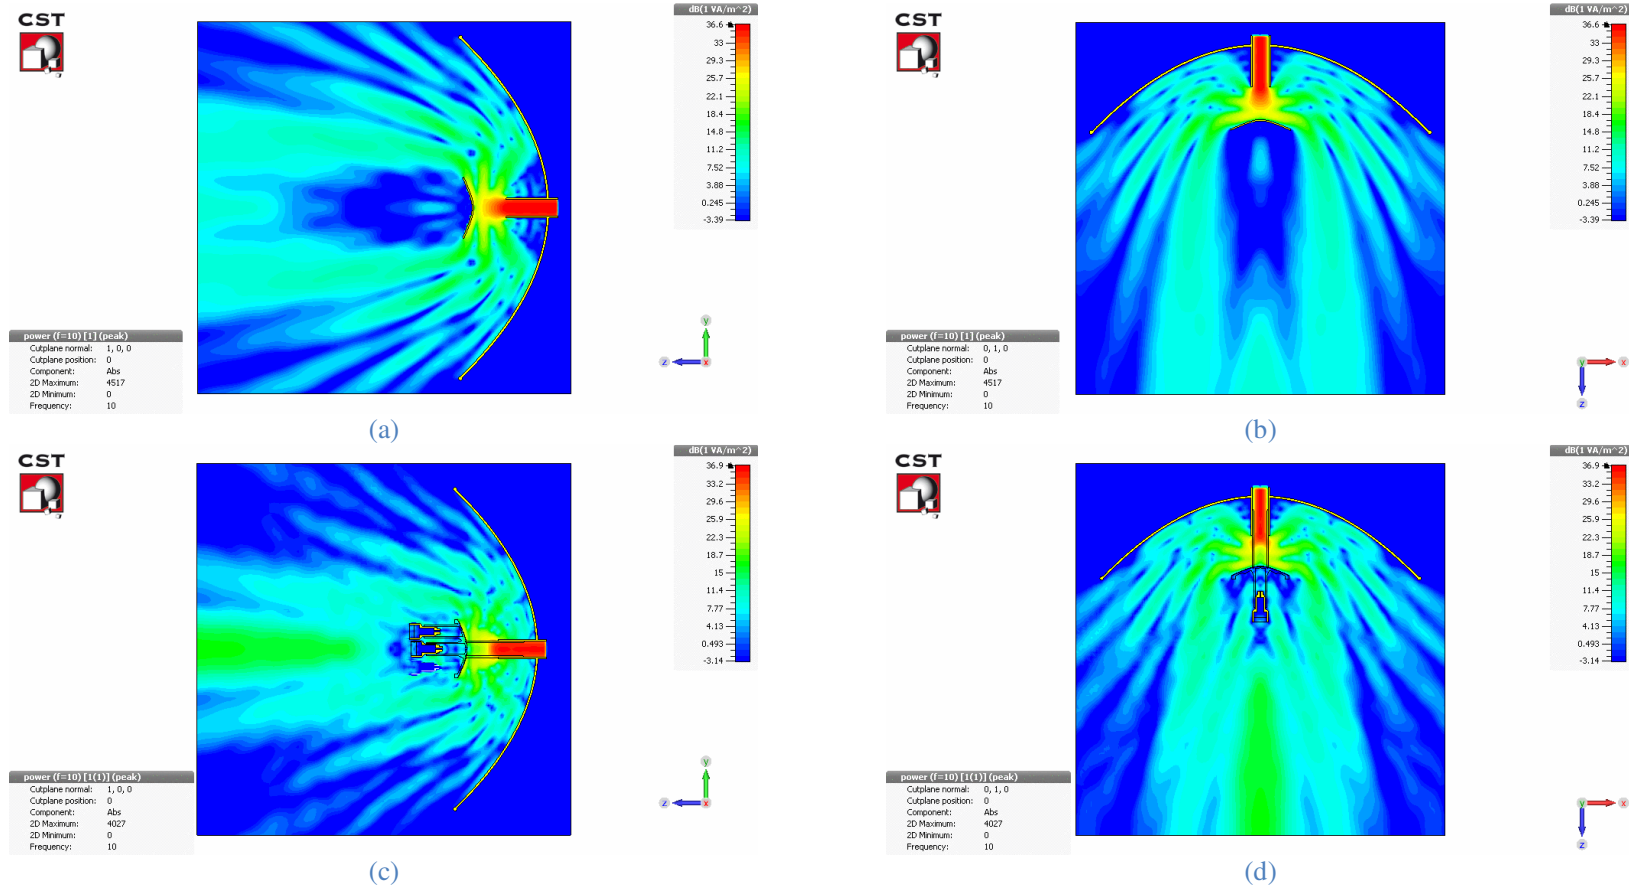 CST
dB(1 VA/m^2)
36.6
33
29.3
25.7
22.1
18.4
14.8
11.2
7.52
3.88
0.245
-3.39
y
z
x
power (f=10) [1] (peak)
Cutplane normal: 1, 0, 0
Cutplane position: 0
Component: Abs
2D Maximum: 4517
2D Minimum: 0
Frequency: 10
(a)
CST
dB(1 VA/m^2)
36.6
33
29.3
25.7
22.1
18.4
14.8
11.2
7.52
3.88
0.245
-3.39
y
x
z
power (f=10) [1] (peak)
Cutplane normal: 0, 1, 0
Cutplane position: 0
Component: Abs
2D Maximum: 4517
2D Minimum: 0
Frequency: 10
(b)
CST
dB(1 VA/m^2)
36.9
33.2
29.6
25.9
22.3
18.7
15
11.4
7.77
4.13
0.493
-3.14
y
z
x
power (f=10) [1(1)] (peak)
Cutplane normal: 1, 0, 0
Cutplane position: 0
Component: Abs
2D Maximum: 4027
2D Minimum: 0
Frequency: 10
(c)
CST
dB(1 VA/m^2)
36.9
33.2
29.6
25.9
22.3
18.7
15
11.4
7.77
4.13
0.493
-3.14
y
x
z
power (f=10) [1(1)] (peak)
Cutplane normal: 0, 1, 0
Cutplane position: 0
Component: Abs
2D Maximum: 4027
2D Minimum: 0
Frequency: 10
(d)